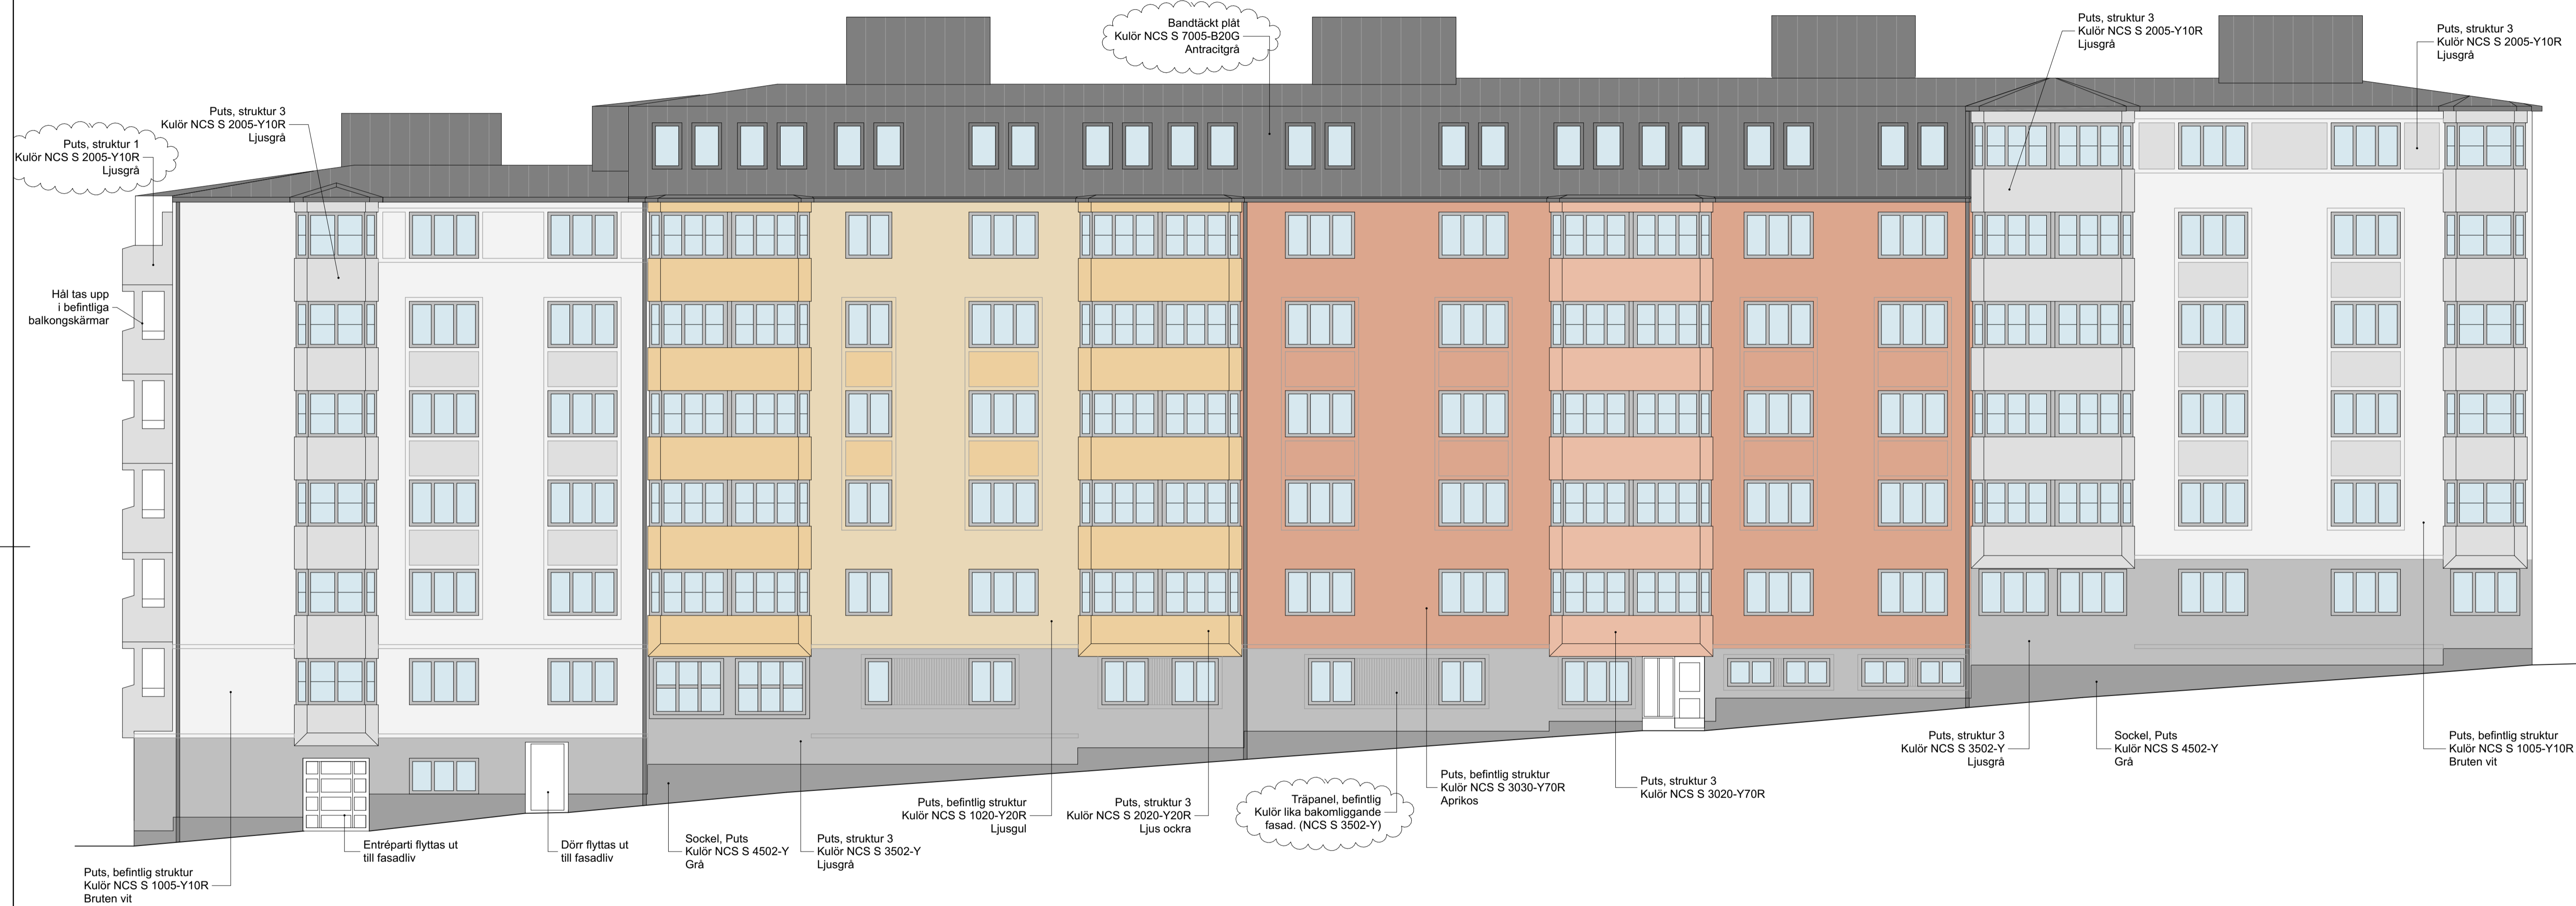 Bandtäckt plåt
Kulör NCS S 7005-B20G
Antracitgrå
Puts, struktur 3
Kulör NCS S 2005-Y10R
Ljusgrå
Puts, struktur 3
Kulör NCS S 2005-Y10R
Ljusgrå
Puts, struktur 3
Kulör NCS S 2005-Y10R
Ljusgrå
Puts, struktur 1
Kulör NCS S 2005-Y10R
Ljusgrå
Hål tas upp
i befintliga
balkongskärmar
Puts, befintlig struktur
Kulör NCS S 1005-Y10R
Bruten vit
Entréparti flyttas ut
till fasadliv
Dörr flyttas ut
till fasadliv
Sockel, Puts
Kulör NCS S 4502-Y
Grå
Puts, struktur 3
Kulör NCS S 3502-Y
Ljusgrå
Puts, befintlig struktur
Kulör NCS S 1020-Y20R
Ljusgul
Puts, struktur 3
Kulör NCS S 2020-Y20R
Ljus ockra
Träpanel, befintlig
Kulör lika bakomliggande
fasad. (NCS S 3502-Y)
Puts, befintlig struktur
Kulör NCS S 3030-Y70R
Aprikos
Puts, struktur 3
Kulör NCS S 3020-Y70R
Puts, struktur 3
Kulör NCS S 3502-Y
Ljusgrå
Sockel, Puts
Kulör NCS S 4502-Y
Grå
Puts, befintlig struktur
Kulör NCS S 1005-Y10R
Bruten vit